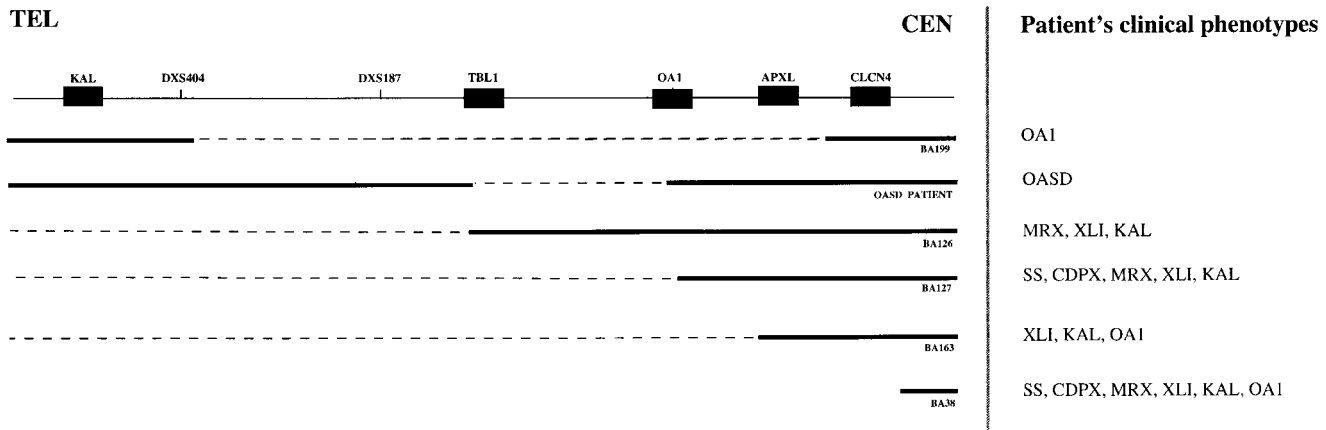 TEL CEN Patient's clinical phenotypes
KAL DXS404 DXS187 TBL1 OA1 APXL CLCN4
OA1
BA199
OASD
OASD PATIENT
MRX, XLI, KAL
BA126
SS, CDPX, MRX, XLI, KAL
BA127
XLI, KAL, OA1
BA163
SS, CDPX, MRX, XLI, KAL, OA1
BA38